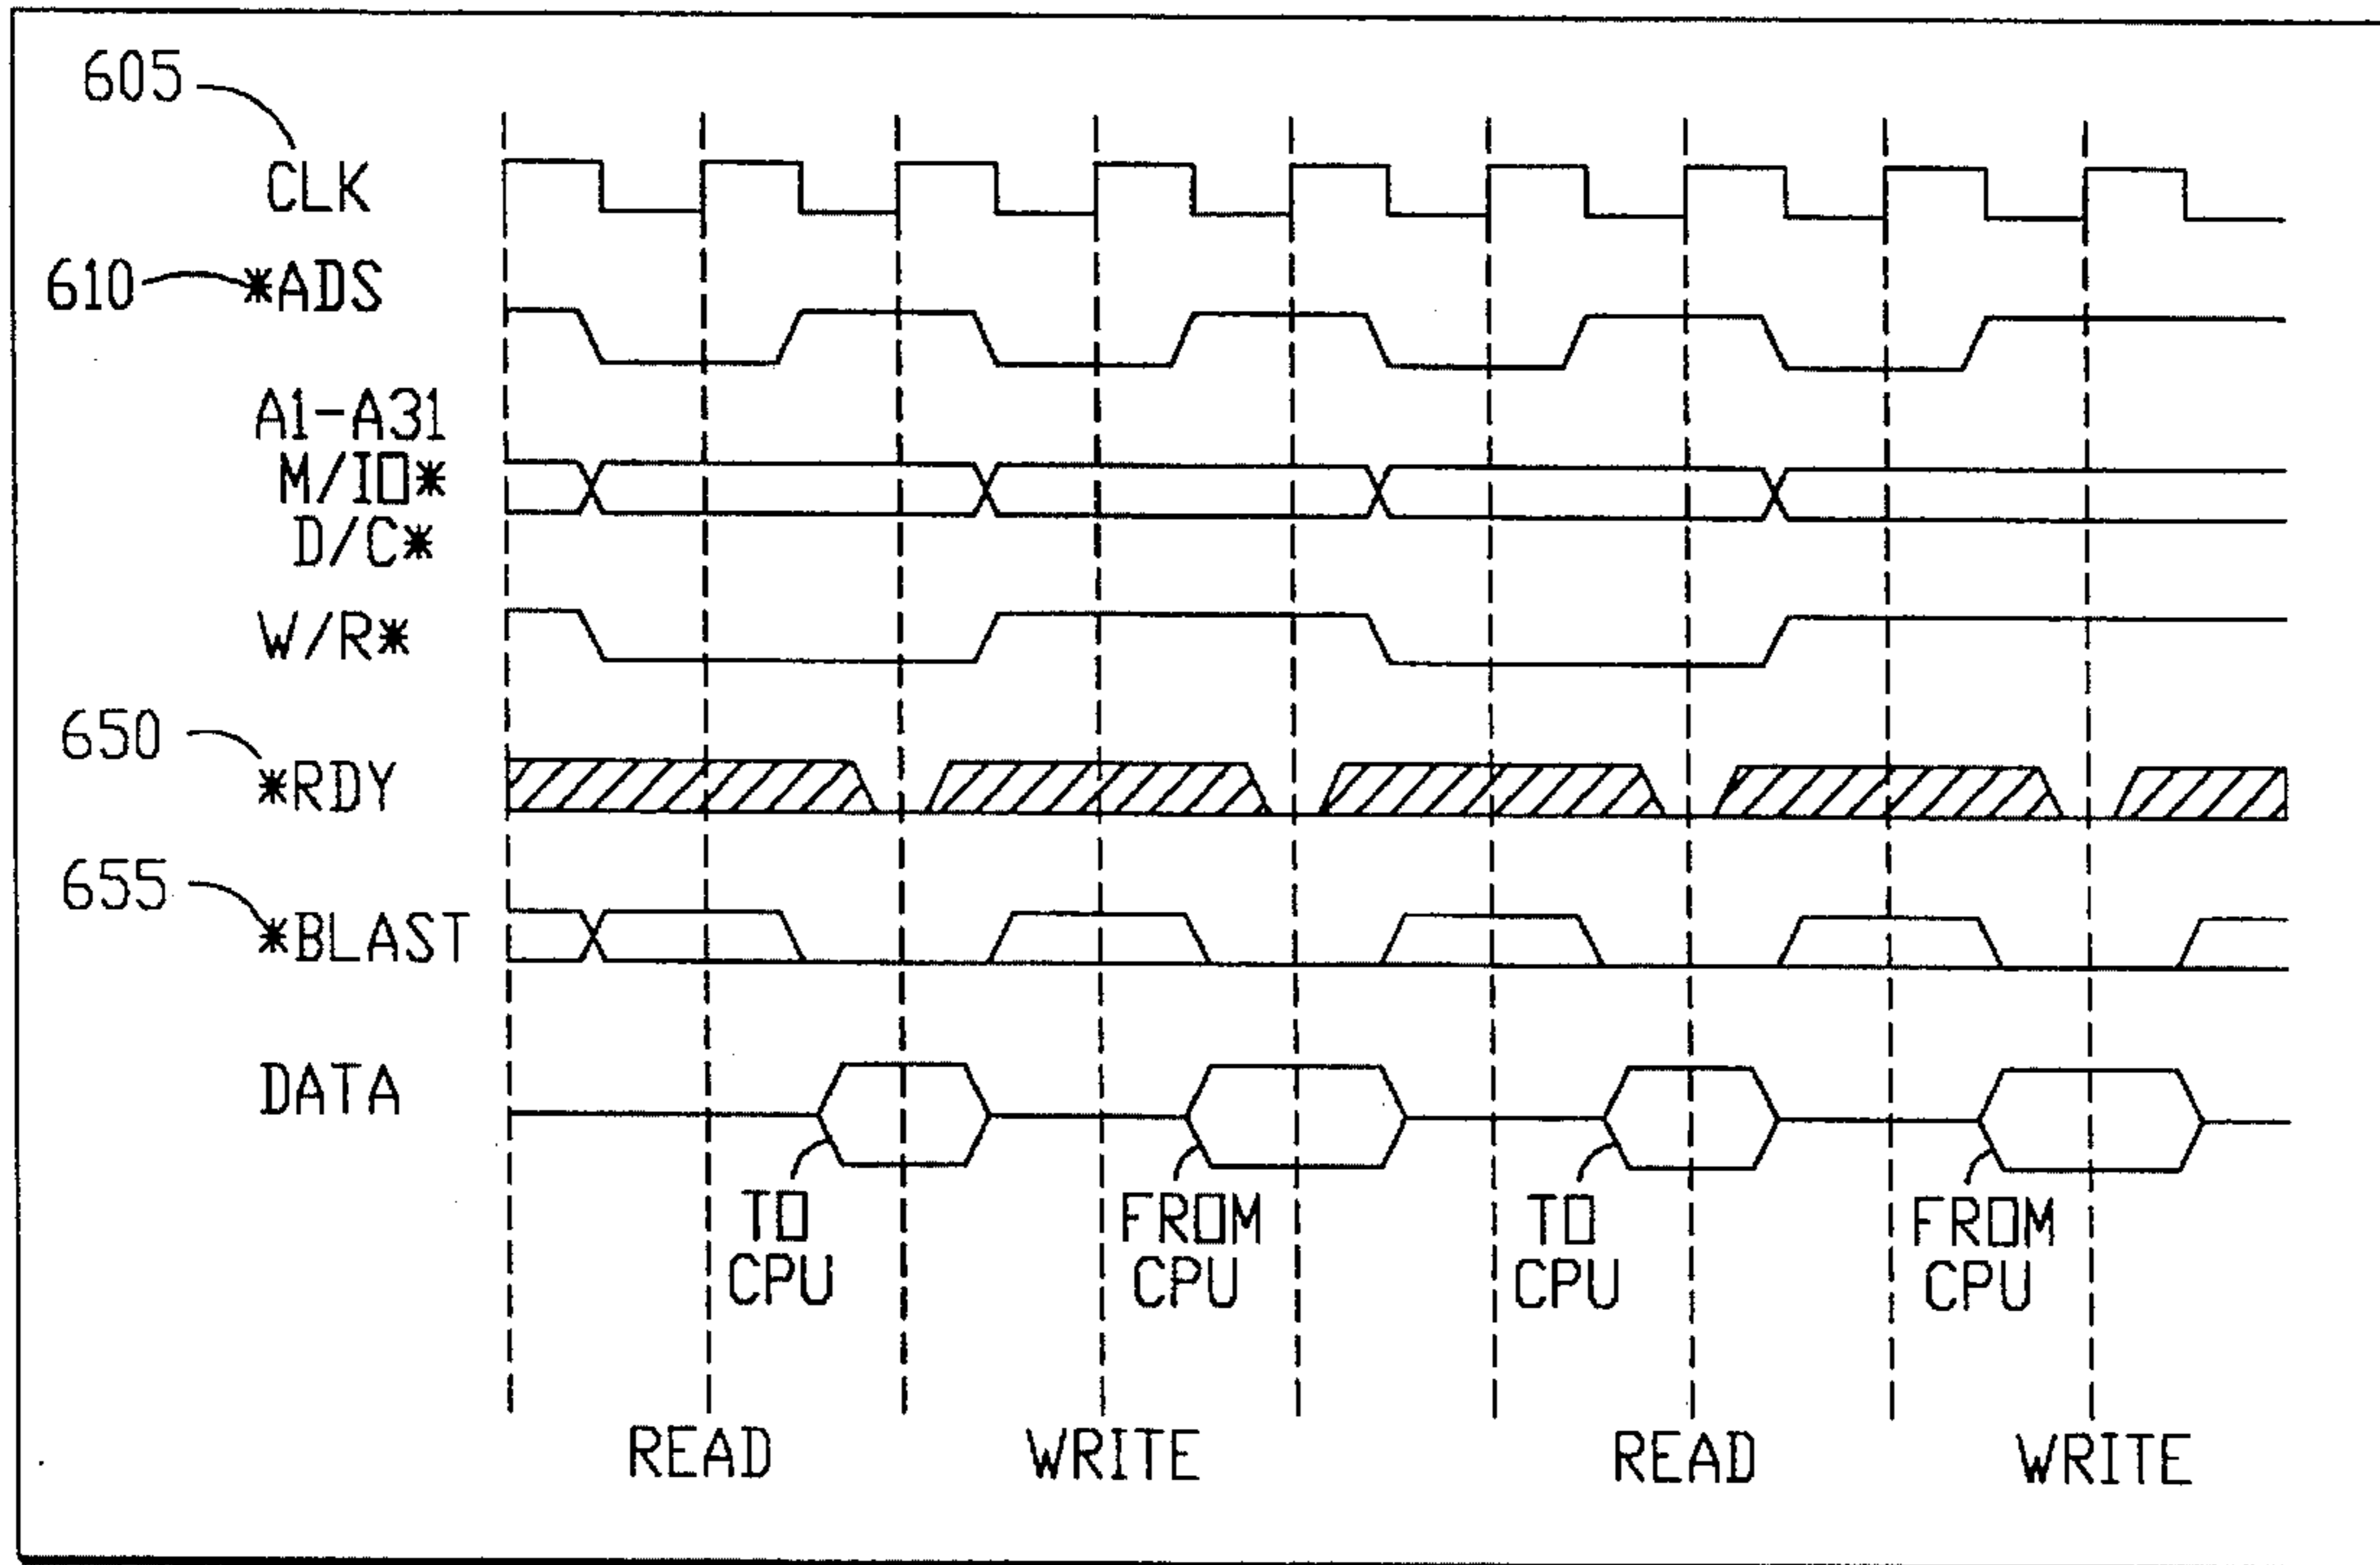 605
CLK
610 *ADS
A1-A31
M/IO*
D/C*
W/R*
650
*RDY
655
*BLAST
DATA
TO
CPU
FROM
CPU
TO
CPU
FROM
CPU
READ WRITE READ WRITE